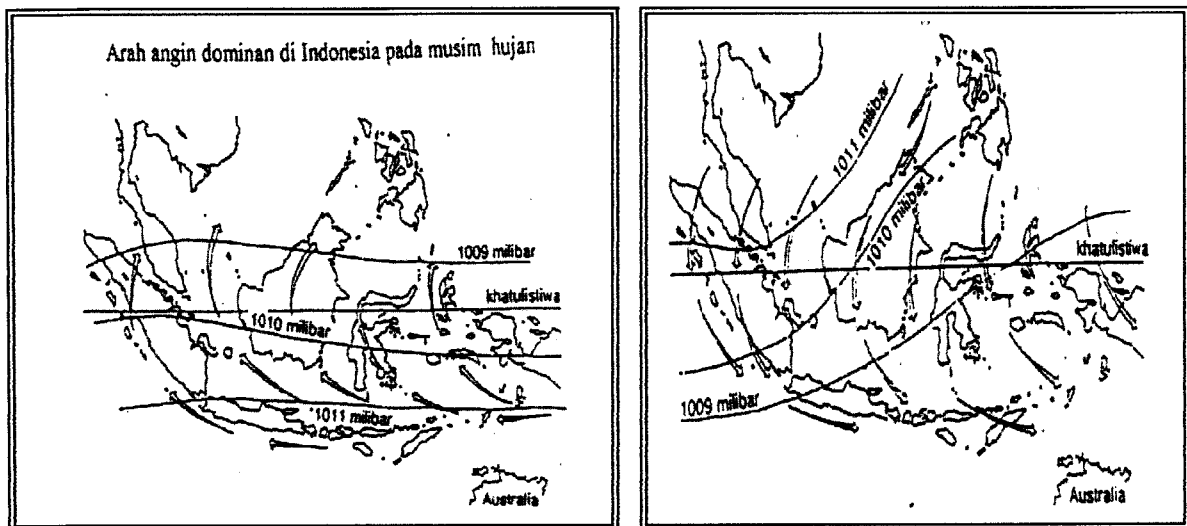 Arah angin dominan di Indonesia pada musim hujan
1009 milibar
khatulistiwa
1010 milibar
1011 milibar
Australia
1011 milibar
1010 milibar
khatulistiwa
1009 milibar
Australia